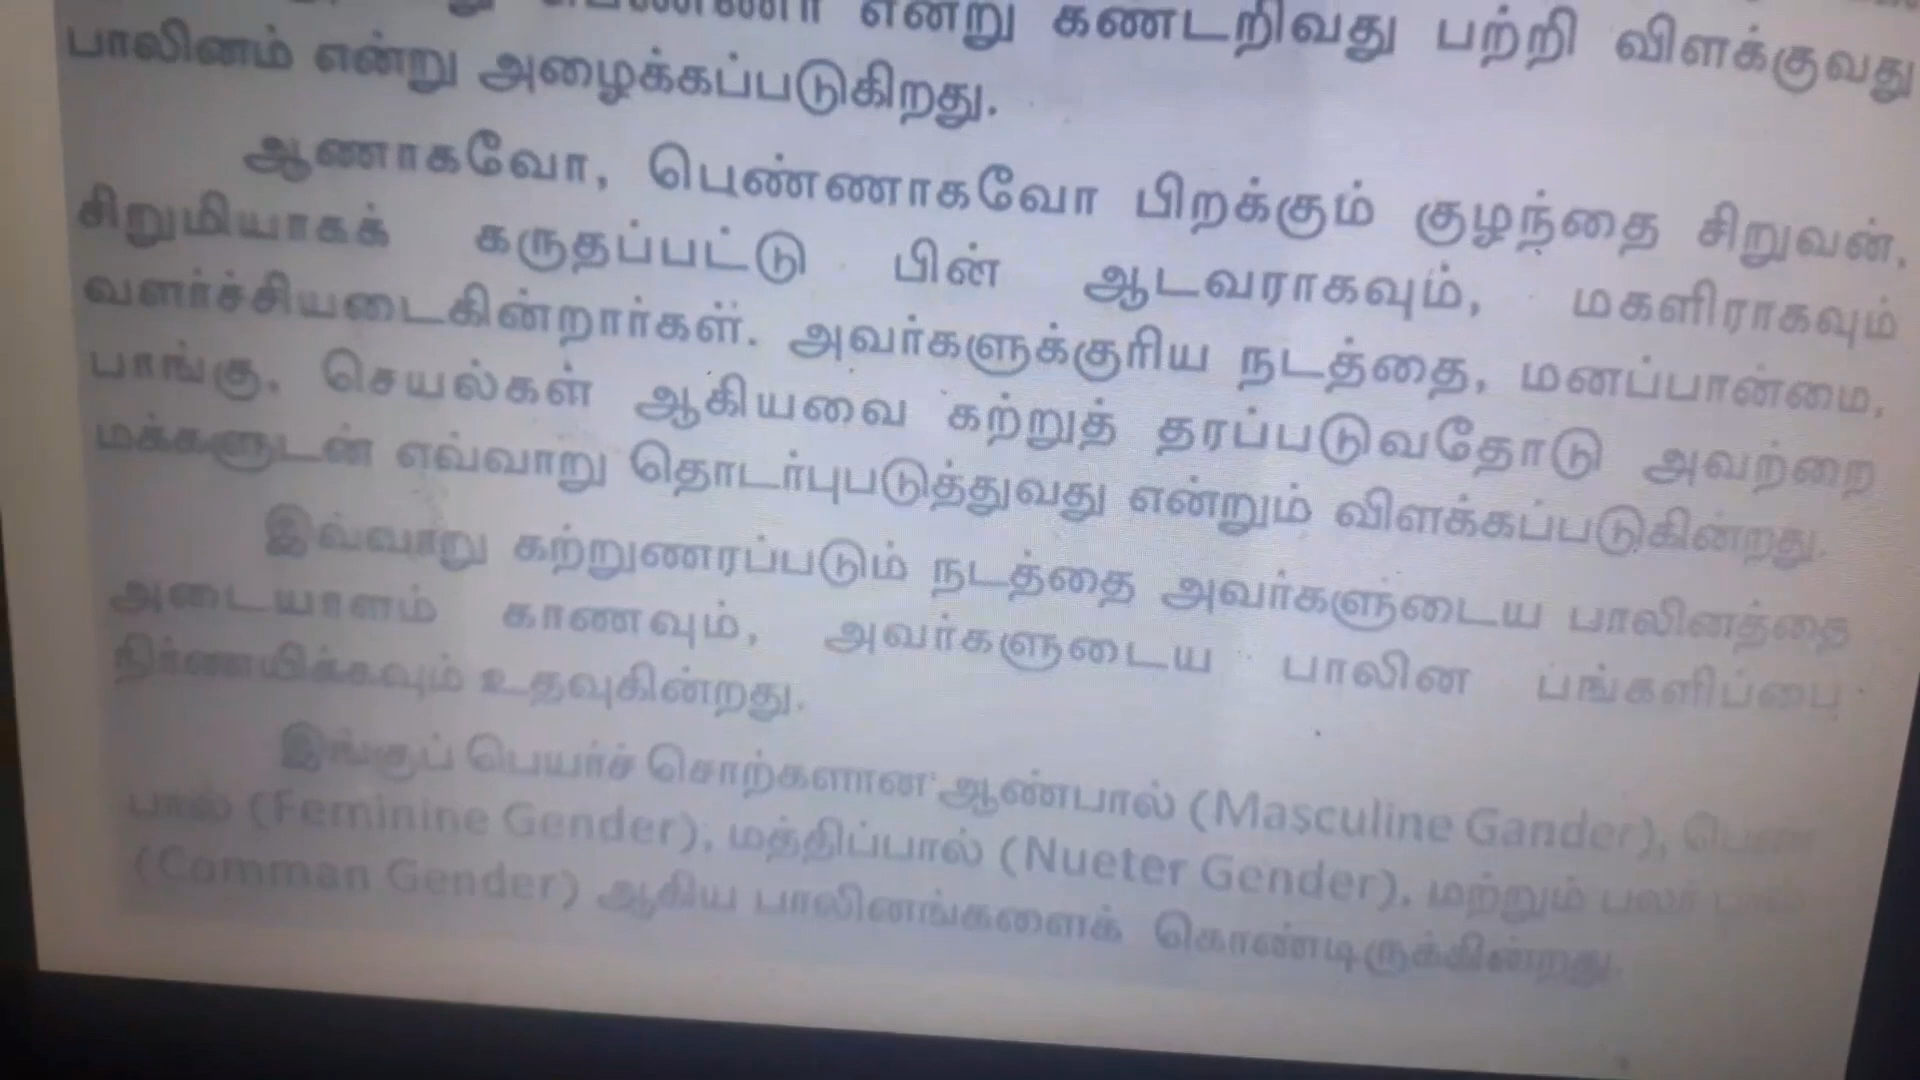 என்று கண்டறிவது பற்றி விளக்குவது
பாலினம் என்று அழைக்கப்படுகிறது.
ஆணாகவோ, பெண்ணாகவோ பிறக்கும் குழந்தை சிறுவன்,
சிறுமியாகக் கருதப்பட்டு பின் ஆடவராகவும், மகளிராகவும்
வளர்ச்சியடைகின்றார்கள். அவர்களுக்குரிய நடத்தை, மனப்பான்மை,
பாங்கு, செயல்கள் ஆகியவை கற்றுத் தரப்படுவதோடு அவற்றை
மக்களுடன் எவ்வாறு தொடர்புபடுத்துவது என்றும் விளக்கப்படுகின்றது.
இவ்வாறு கற்றுணரப்படும் நடத்தை அவர்களுடைய பாலினத்தை
அடையாளம் காணவும், அவர்களுடைய பாலின பங்களிப்பை
நிர்ணயிக்கவும் உதவுகின்றது.
இங்குப் பெயர்ச் சொற்களான ஆண்பால் (Masculine Gander), பெண்
பால் (Feminine Gender), மத்திப்பால் (Nueter Gender), மற்றும் பலர் பால்
(Comman Gender) ஆகிய பாலினங்களைக் கொண்டிருக்கின்றது.